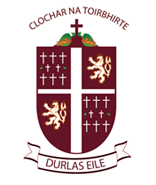 CLOCHAR NA TOIRBHIRTE
DURLAS EILE